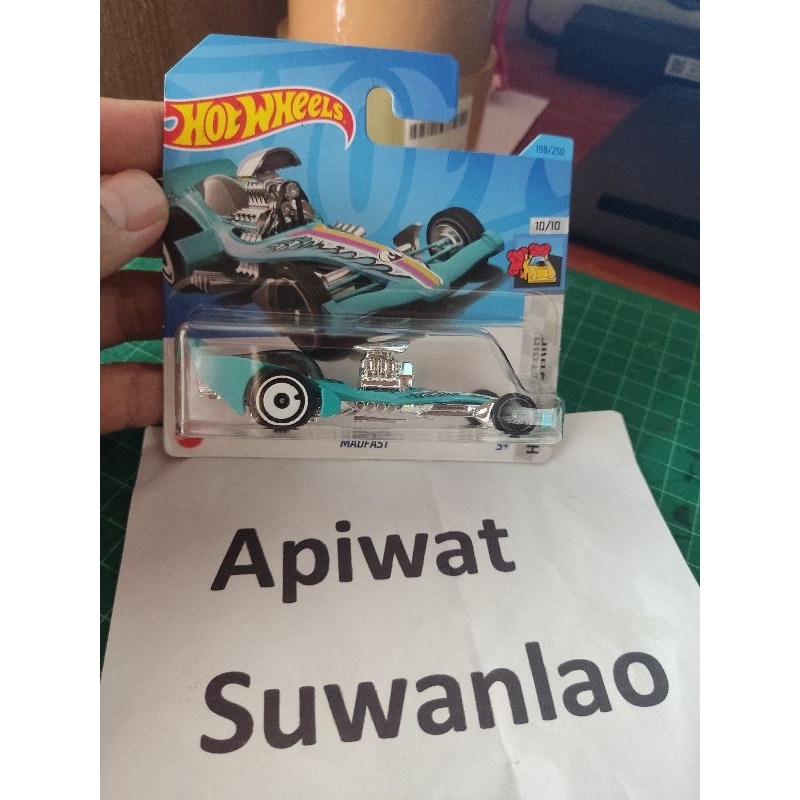 HOT WHEELS
198/250
10/10
MADFAST
3+
H
Apiwat
Suwanlao